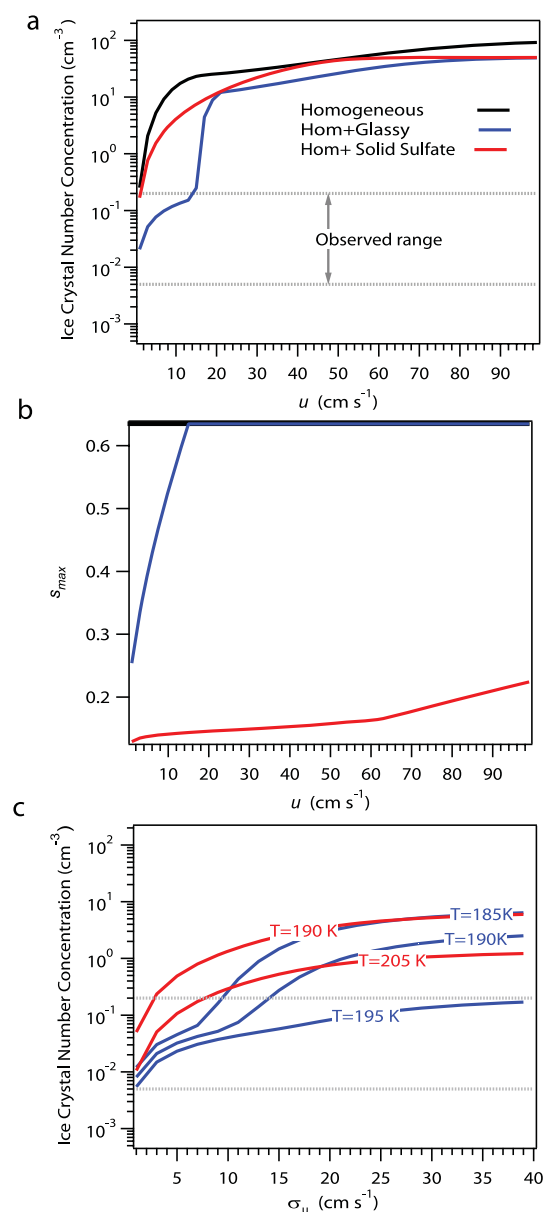 a
Ice Crystal Number Concentration (cm⁻³)
10²
10¹
10⁰
10⁻¹
10⁻²
10⁻³
Homogeneous
Hom+Glassy
Hom+ Solid Sulfate
Observed range
10 20 30 40 50 60 70 80 90
u (cm s⁻¹)
b
s_max
0.6
0.5
0.4
0.3
0.2
10 20 30 40 50 60 70 80 90
u (cm s⁻¹)
c
Ice Crystal Number Concentration (cm⁻³)
10²
10¹
10⁰
10⁻¹
10⁻²
10⁻³
T=190 K
T=185K
T=190K
T=205 K
T=195 K
5 10 15 20 25 30 35 40
σ_u (cm s⁻¹)